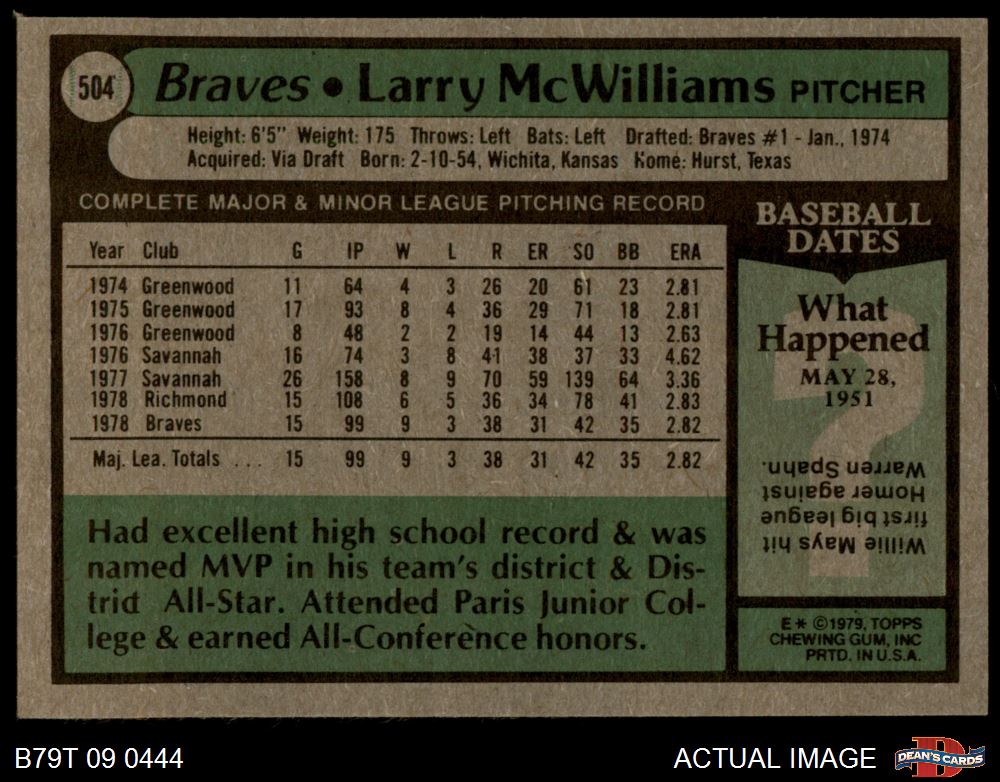 504 Braves • Larry McWilliams PITCHER
Height: 6'5" Weight: 175 Throws: Left Bats: Left Drafted: Braves #1 - Jan., 1974
Acquired: Via Draft Born: 2-10-54, Wichita, Kansas Home: Hurst, Texas
COMPLETE MAJOR & MINOR LEAGUE PITCHING RECORD
Year Club G IP W L R ER SO BB ERA
1974 Greenwood 11 64 4 3 26 20 61 23 2.81
1975 Greenwood 17 93 8 4 36 29 71 18 2.81
1976 Greenwood 8 48 2 2 19 14 44 13 2.63
1976 Savannah 16 74 3 8 41 38 37 33 4.62
1977 Savannah 26 158 8 9 70 59 139 64 3.36
1978 Richmond 15 108 6 5 36 34 78 41 2.83
1978 Braves 15 99 9 3 38 31 42 35 2.82
Maj. Lea. Totals ... 15 99 9 3 38 31 42 35 2.82
Had excellent high school record & was
named MVP in his team's district & Dis-
trict All-Star. Attended Paris Junior Col-
lege & earned All-Conference honors.
BASEBALL
DATES
What
Happened
MAY 28,
1951
?
Willie Mays hit
first big league
Homer against
Warren Spahn.
E* ©1979, TOPPS
CHEWING GUM, INC
PRTD. IN U.S.A.
B79T 09 0444
ACTUAL IMAGE
D
DEAN'S CARDS